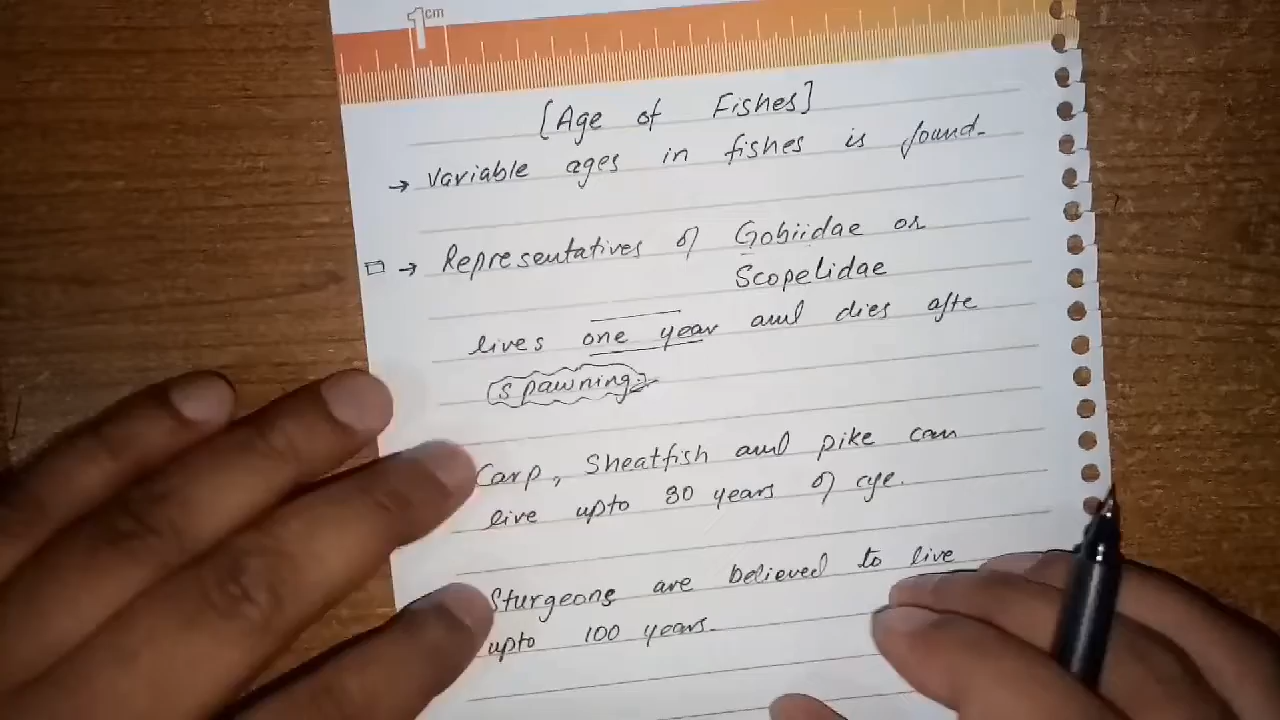 1cm
[Age of Fishes]
→ Variable ages in fishes is found.
→ Representatives of Gobiidae or
Scopelidae
lives one year and dies afte
spawning.
Carp, Sheatfish and pike can
live upto 80 years of age.
Sturgeons are believed to live
upto 100 years.